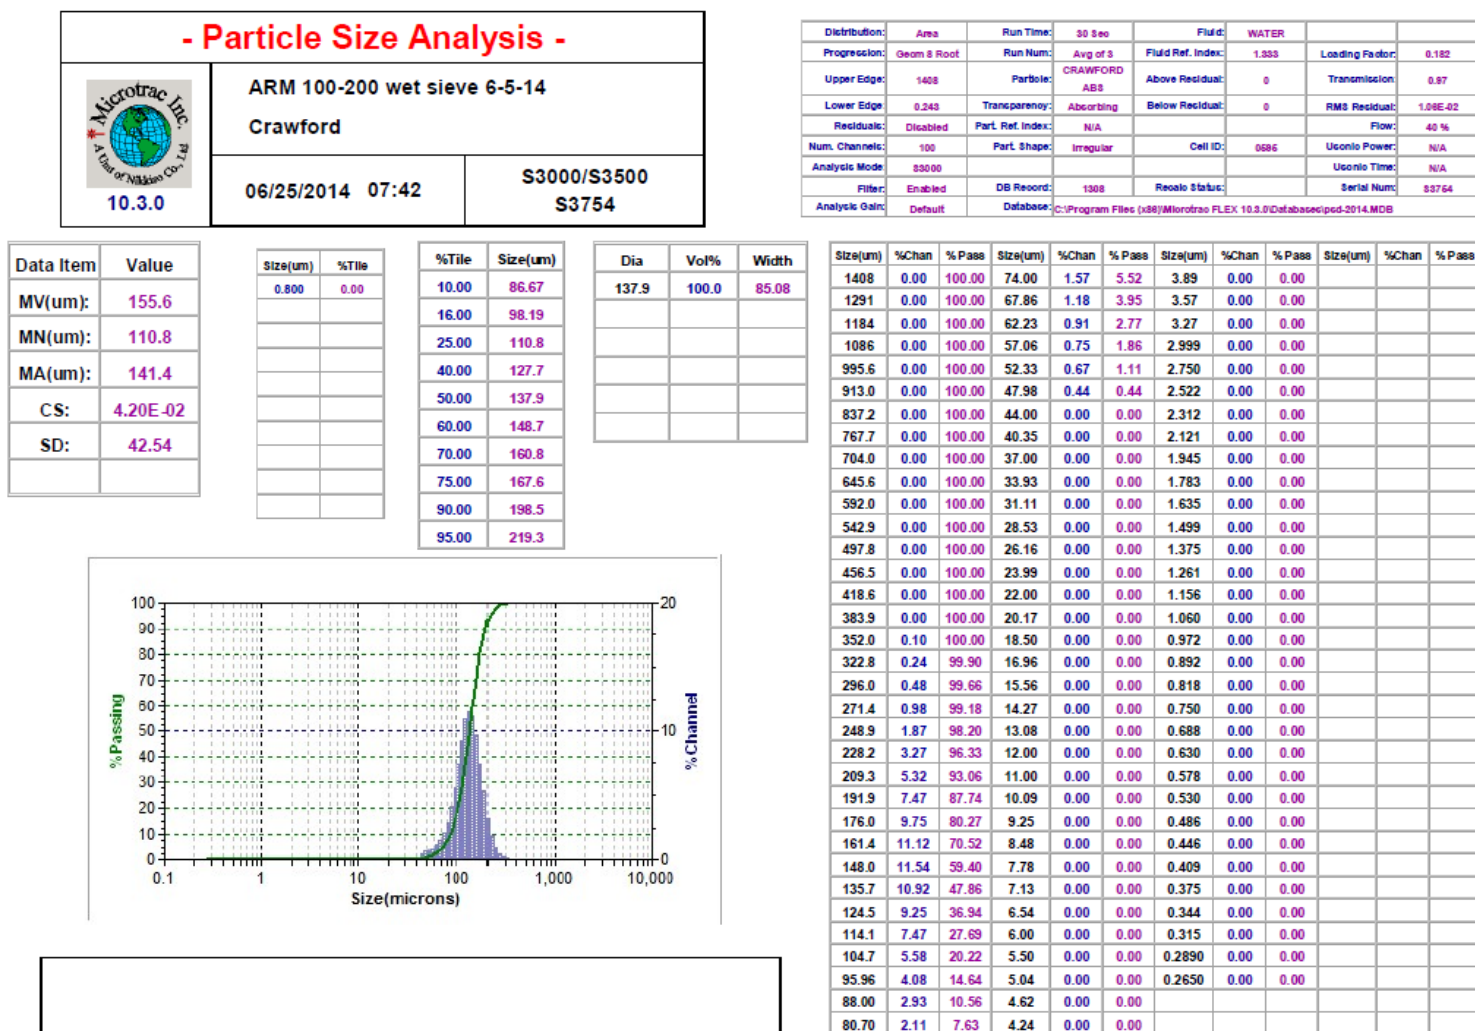 - Particle Size Analysis -
Microtrac Inc.
A Unit of Nikkiso Co., Ltd
10.3.0
ARM 100-200 wet sieve 6-5-14
Crawford
06/25/2014 07:42
S3000/S3500
S3754
Distribution: Area Run Time: 30 Sec Fluid: WATER
Progression: Geom 8 Root Run Num: Avg of 3 Fluid Ref. Index: 1.333 Loading Factor: 0.182
Upper Edge: 1408 Particle: CRAWFORD ABS Above Residual: 0 Transmission: 0.97
Lower Edge: 0.243 Transparency: Absorbing Below Residual: 0 RMS Residual: 1.06E-02
Residuals: Disabled Part. Ref. Index: N/A Flow: 40 %
Num. Channels: 100 Part. Shape: Irregular Cell ID: 0585 Usonic Power: N/A
Analysis Mode: S3000 Usonic Time: N/A
Filter: Enabled DB Record: 1308 Recalc Status: Serial Num: S3754
Analysis Gain: Default Database: C:\Program Files (x86)\Microtrac FLEX 10.3.0\Databases\psd-2014.MDB
Data Item Value
MV(um): 155.6
MN(um): 110.8
MA(um): 141.4
CS: 4.20E-02
SD: 42.54
Size(um) %Tile
0.800 0.00
%Tile Size(um)
10.00 86.67
16.00 98.19
25.00 110.8
40.00 127.7
50.00 137.9
60.00 148.7
70.00 160.8
75.00 167.6
90.00 198.5
95.00 219.3
Dia Vol% Width
137.9 100.0 85.08
%Passing
100
90
80
70
60
50
40
30
20
10
0
20
10
0
%Channel
0.1 1 10 100 1,000 10,000
Size(microns)
Size(um) %Chan % Pass Size(um) %Chan % Pass Size(um) %Chan % Pass Size(um) %Chan % Pass
1408 0.00 100.00 74.00 1.57 5.52 3.89 0.00 0.00
1291 0.00 100.00 67.86 1.18 3.95 3.57 0.00 0.00
1184 0.00 100.00 62.23 0.91 2.77 3.27 0.00 0.00
1086 0.00 100.00 57.06 0.75 1.86 2.999 0.00 0.00
995.6 0.00 100.00 52.33 0.67 1.11 2.750 0.00 0.00
913.0 0.00 100.00 47.98 0.44 0.44 2.522 0.00 0.00
837.2 0.00 100.00 44.00 0.00 0.00 2.312 0.00 0.00
767.7 0.00 100.00 40.35 0.00 0.00 2.121 0.00 0.00
704.0 0.00 100.00 37.00 0.00 0.00 1.945 0.00 0.00
645.6 0.00 100.00 33.93 0.00 0.00 1.783 0.00 0.00
592.0 0.00 100.00 31.11 0.00 0.00 1.635 0.00 0.00
542.9 0.00 100.00 28.53 0.00 0.00 1.499 0.00 0.00
497.8 0.00 100.00 26.16 0.00 0.00 1.375 0.00 0.00
456.5 0.00 100.00 23.99 0.00 0.00 1.261 0.00 0.00
418.6 0.00 100.00 22.00 0.00 0.00 1.156 0.00 0.00
383.9 0.00 100.00 20.17 0.00 0.00 1.060 0.00 0.00
352.0 0.10 100.00 18.50 0.00 0.00 0.972 0.00 0.00
322.8 0.24 99.90 16.96 0.00 0.00 0.892 0.00 0.00
296.0 0.48 99.66 15.56 0.00 0.00 0.818 0.00 0.00
271.4 0.98 99.18 14.27 0.00 0.00 0.750 0.00 0.00
248.9 1.87 98.20 13.08 0.00 0.00 0.688 0.00 0.00
228.2 3.27 96.33 12.00 0.00 0.00 0.630 0.00 0.00
209.3 5.32 93.06 11.00 0.00 0.00 0.578 0.00 0.00
191.9 7.47 87.74 10.09 0.00 0.00 0.530 0.00 0.00
176.0 9.75 80.27 9.25 0.00 0.00 0.486 0.00 0.00
161.4 11.12 70.52 8.48 0.00 0.00 0.446 0.00 0.00
148.0 11.54 59.40 7.78 0.00 0.00 0.409 0.00 0.00
135.7 10.92 47.86 7.13 0.00 0.00 0.375 0.00 0.00
124.5 9.25 36.94 6.54 0.00 0.00 0.344 0.00 0.00
114.1 7.47 27.69 6.00 0.00 0.00 0.315 0.00 0.00
104.7 5.58 20.22 5.50 0.00 0.00 0.2890 0.00 0.00
95.96 4.08 14.64 5.04 0.00 0.00 0.2650 0.00 0.00
88.00 2.93 10.56 4.62 0.00 0.00
80.70 2.11 7.63 4.24 0.00 0.00